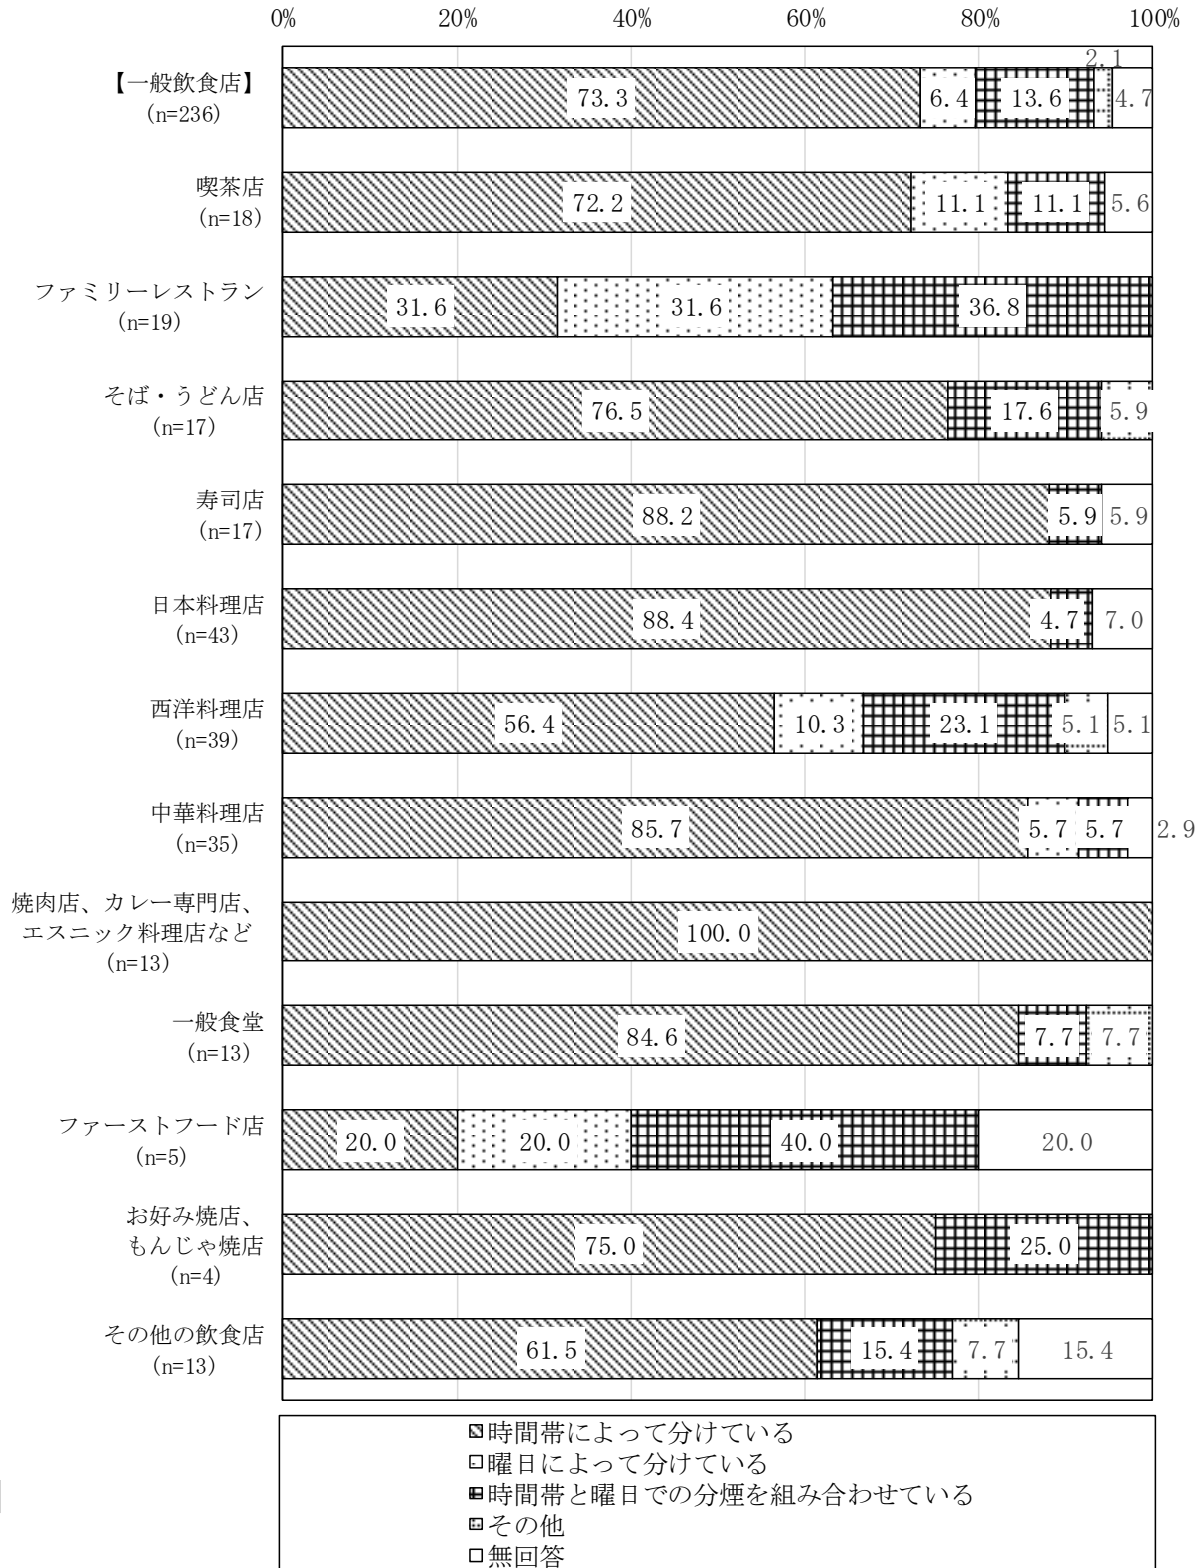 0% 20% 40% 60% 80% 100%
2.1
【一般飲食店】
(n=236)
73.3 6.4 13.6 4.7
喫茶店
(n=18)
72.2 11.1 11.1 5.6
ファミリーレストラン
(n=19)
31.6 31.6 36.8
そば・うどん店
(n=17)
76.5 17.6 5.9
寿司店
(n=17)
88.2 5.9 5.9
日本料理店
(n=43)
88.4 4.7 7.0
西洋料理店
(n=39)
56.4 10.3 23.1 5.1 5.1
中華料理店
(n=35)
85.7 5.7 5.7 2.9
焼肉店、カレー専門店、
エスニック料理店など
(n=13)
100.0
一般食堂
(n=13)
84.6 7.7 7.7
ファーストフード店
(n=5)
20.0 20.0 40.0 20.0
お好み焼店、
もんじゃ焼店
(n=4)
75.0 25.0
その他の飲食店
(n=13)
61.5 15.4 7.7 15.4
時間帯によって分けている
曜日によって分けている
時間帯と曜日での分煙を組み合わせている
その他
無回答